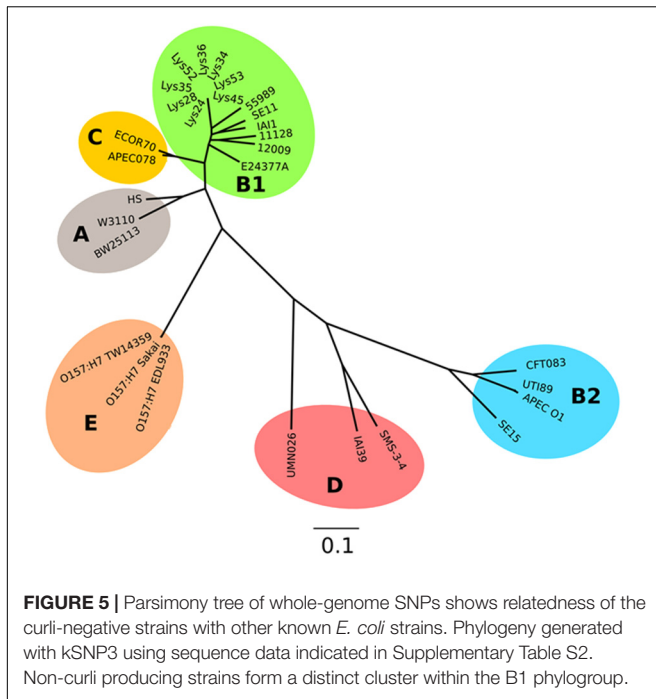 Lys36
Lys52
Lys34
Lys35
Lys53
Lys28
Lys45
Lys24
55989
SE11
IAI1
11128
12009
E24377A
B1
C
ECOR70
APEC078
HS
A
W3110
BW25113
O157:H7 TW14359
O157:H7 Sakai
O157:H7 EDL933
E
UMN026
IAI39
SMS-3-4
D
CFT083
UTI89
APEC O1
SE15
B2
0.1
FIGURE 5 | Parsimony tree of whole-genome SNPs shows relatedness of the
curli-negative strains with other known E. coli strains. Phylogeny generated
with kSNP3 using sequence data indicated in Supplementary Table S2.
Non-curli producing strains form a distinct cluster within the B1 phylogroup.